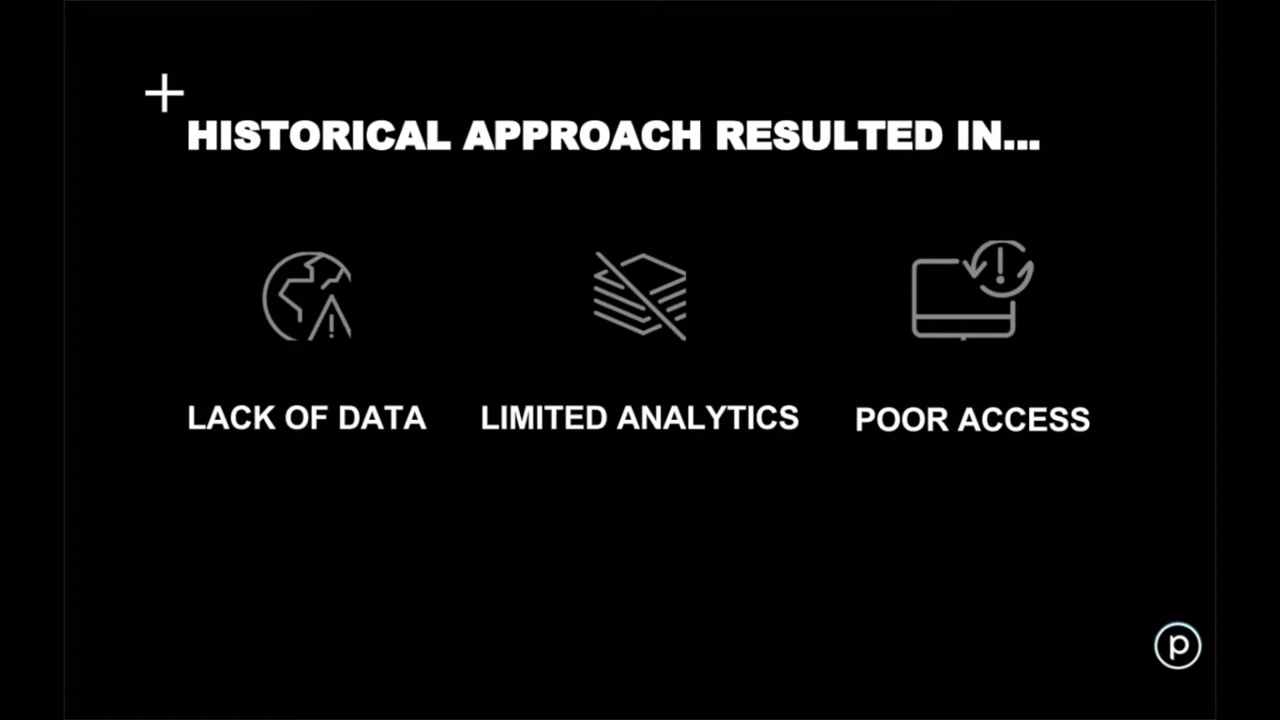 HISTORICAL APPROACH RESULTED IN...
LACK OF DATA
LIMITED ANALYTICS
POOR ACCESS
p